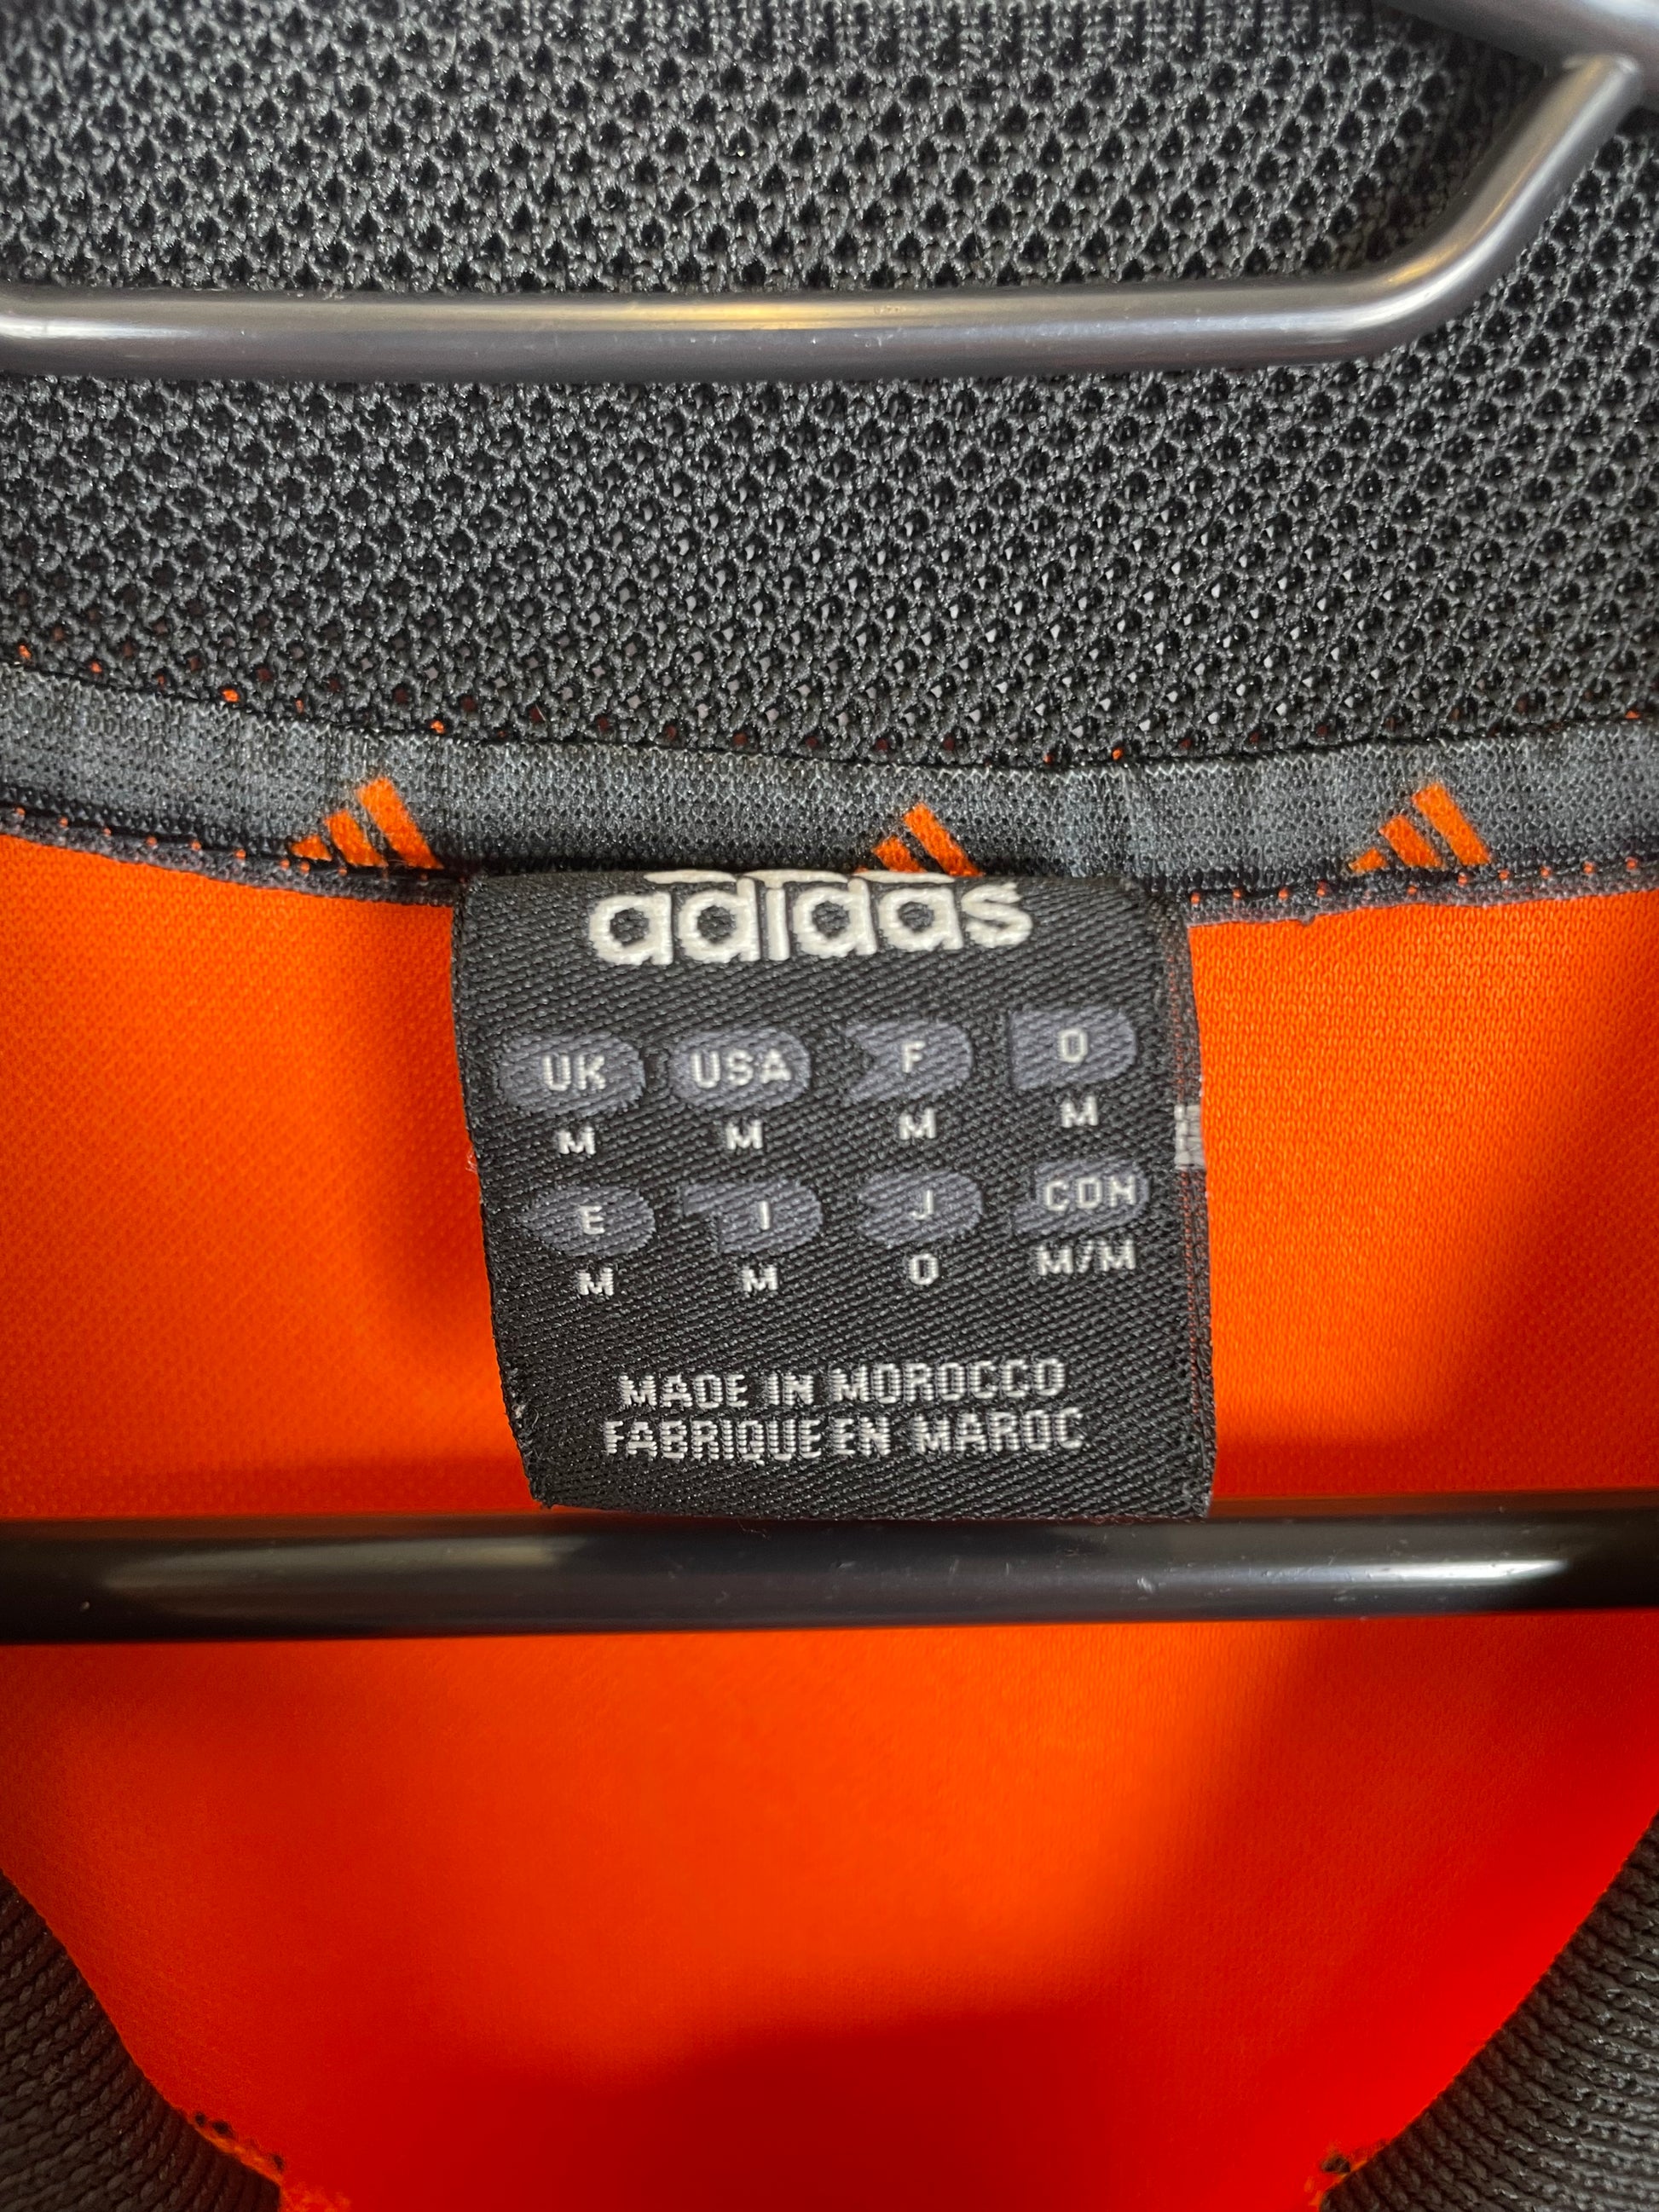 adidas
UK USA F D
M M M M
E I J CDN
M M O M/M
MADE IN MOROCCO
FABRIQUE EN MAROC